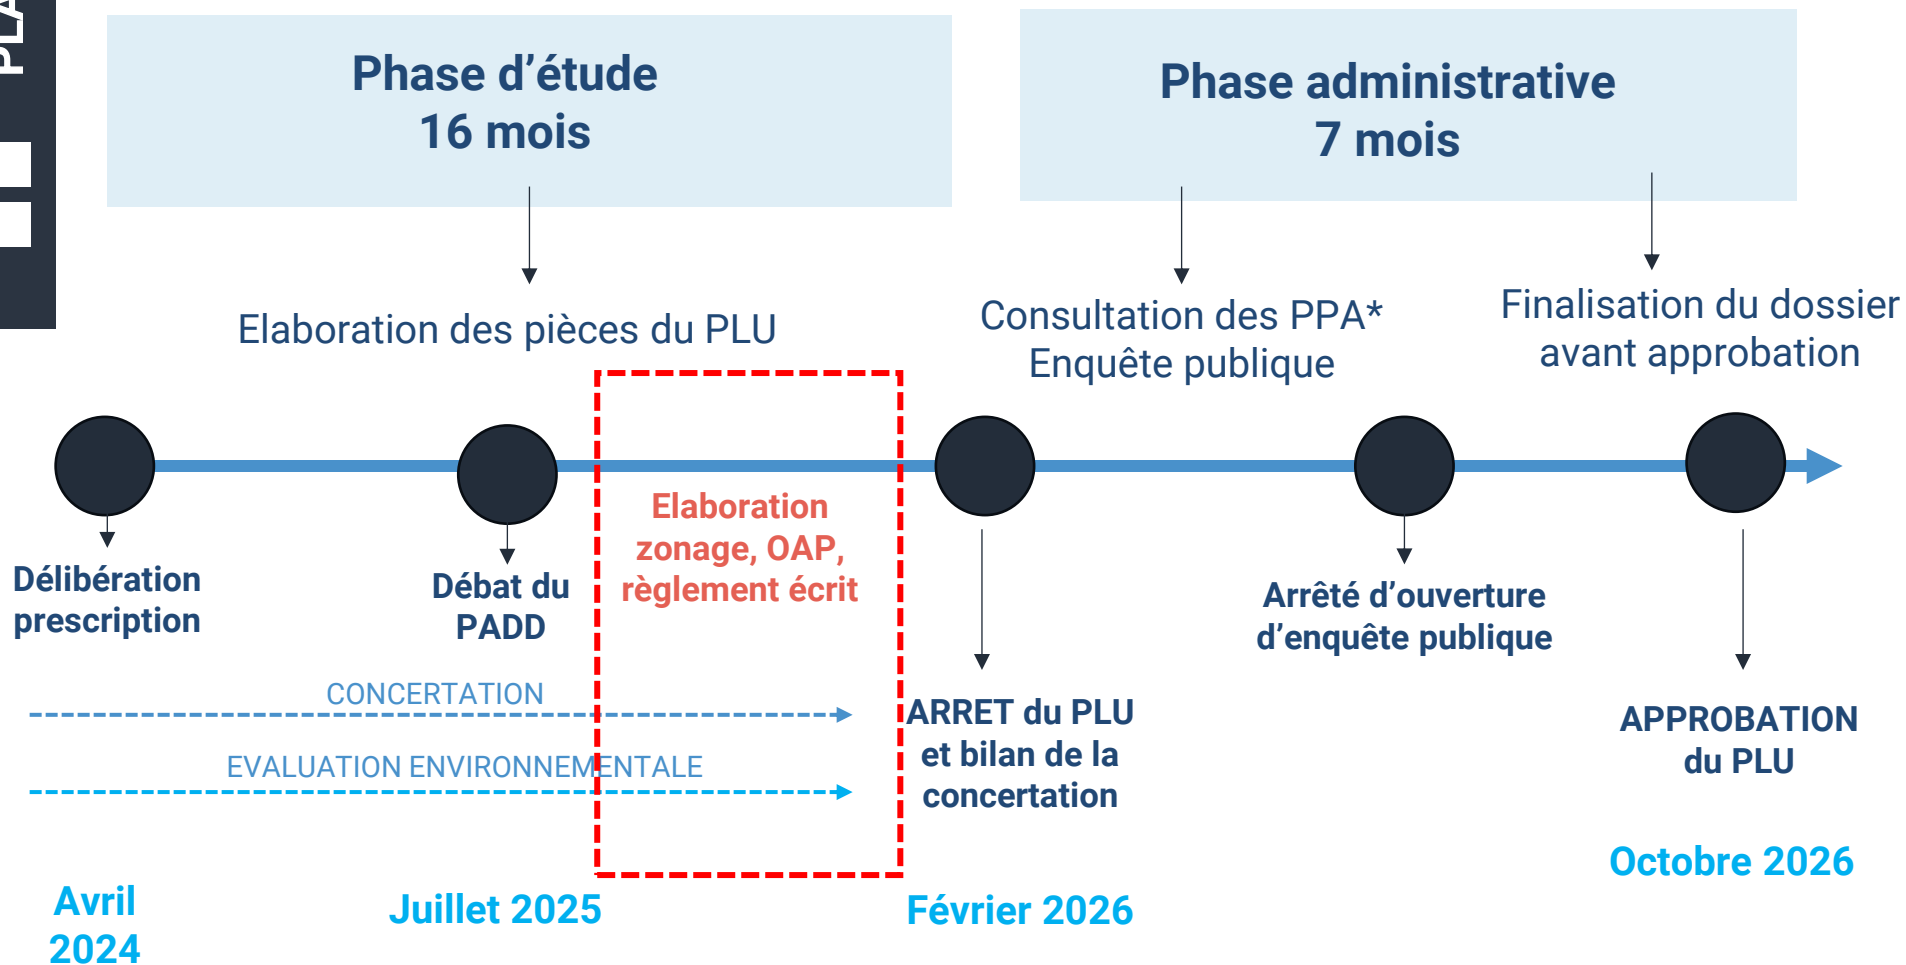 Phase d’étude
16 mois
Phase administrative
7 mois
Elaboration des pièces du PLU
Consultation des PPA*
Enquête publique
Finalisation du dossier
avant approbation
Délibération
prescription
Débat du
PADD
Elaboration
zonage, OAP,
règlement écrit
ARRET du PLU
et bilan de la
concertation
Arrêté d’ouverture
d’enquête publique
APPROBATION
du PLU
CONCERTATION
EVALUATION ENVIRONNEMENTALE
Avril
2024
Juillet 2025
Février 2026
Octobre 2026